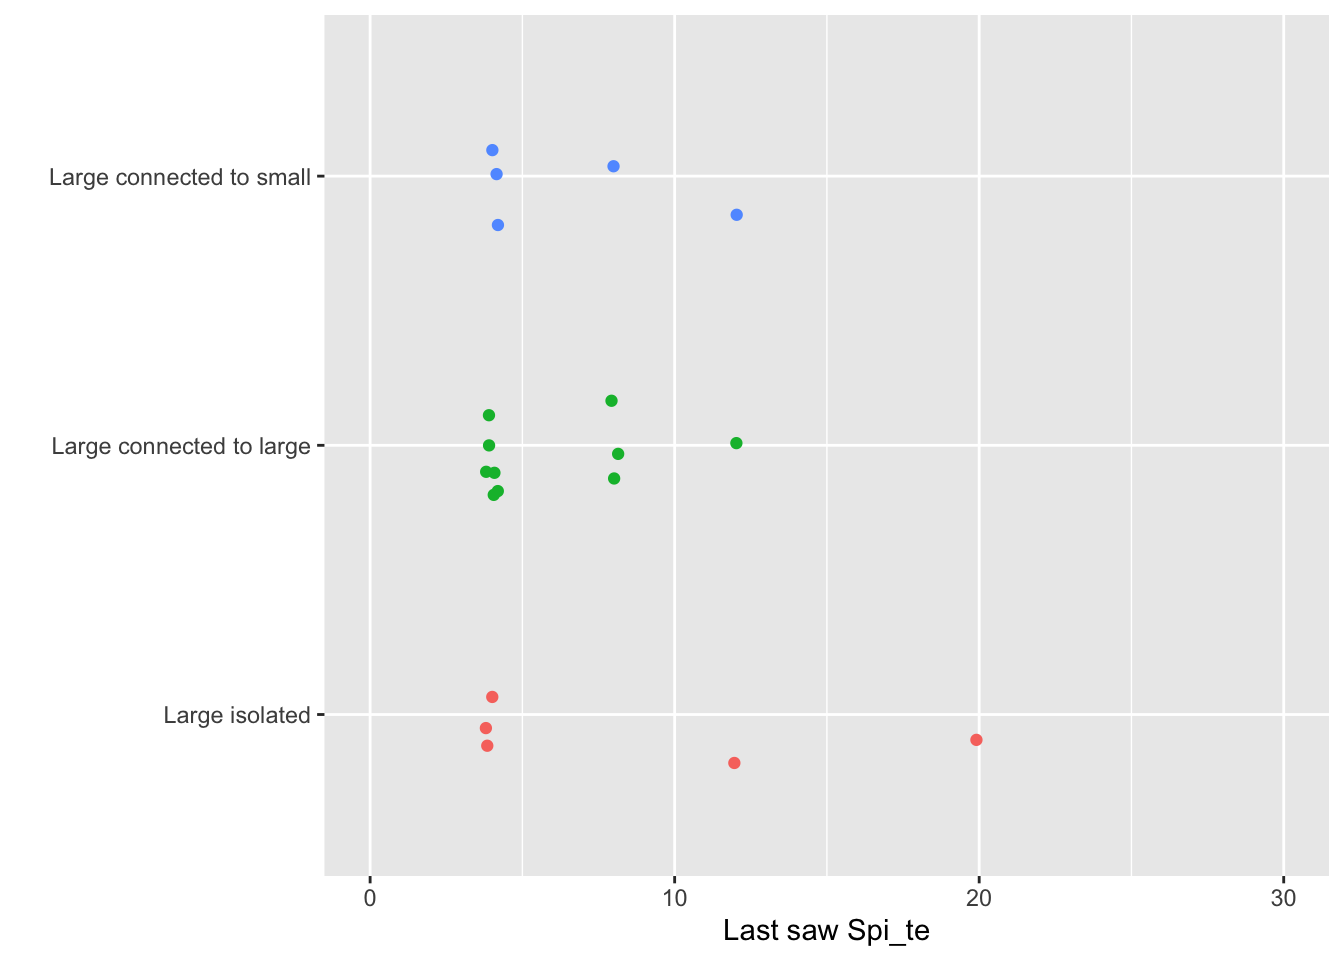 Large connected to small
Large connected to large
Large isolated
0 10 20 30
Last saw Spi_te